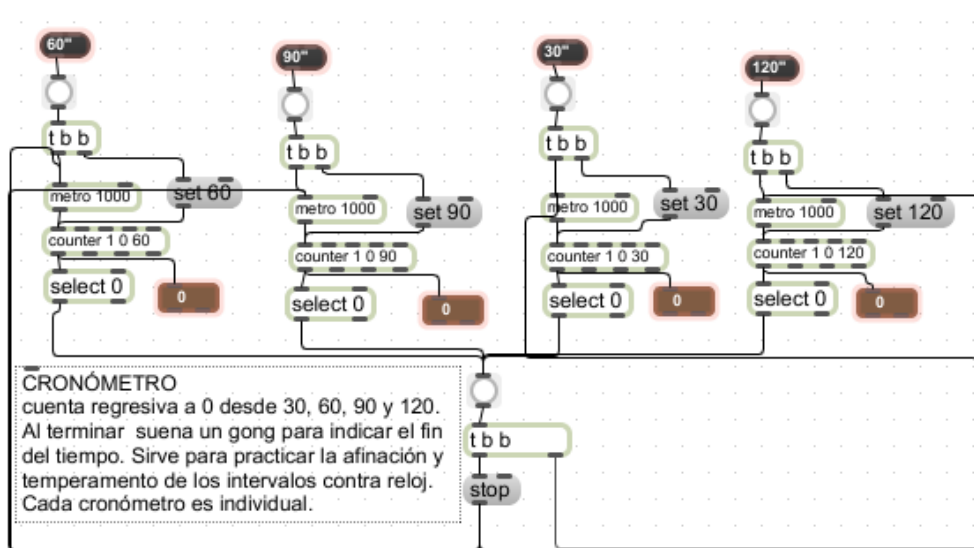 60"
90"
30"
120"
t b b
t b b
t b b
t b b
metro 1000
set 60
metro 1000
set 90
metro 1000
set 30
metro 1000
set 120
counter 1 0 60
counter 1 0 90
counter 1 0 30
counter 1 0 120
select 0
0
select 0
0
select 0
0
select 0
0
CRONÓMETRO
cuenta regresiva a 0 desde 30, 60, 90 y 120.
Al terminar suena un gong para indicar el fin
del tiempo. Sirve para practicar la afinación y
temperamento de los intervalos contra reloj.
Cada cronómetro es individual.
t b b
stop